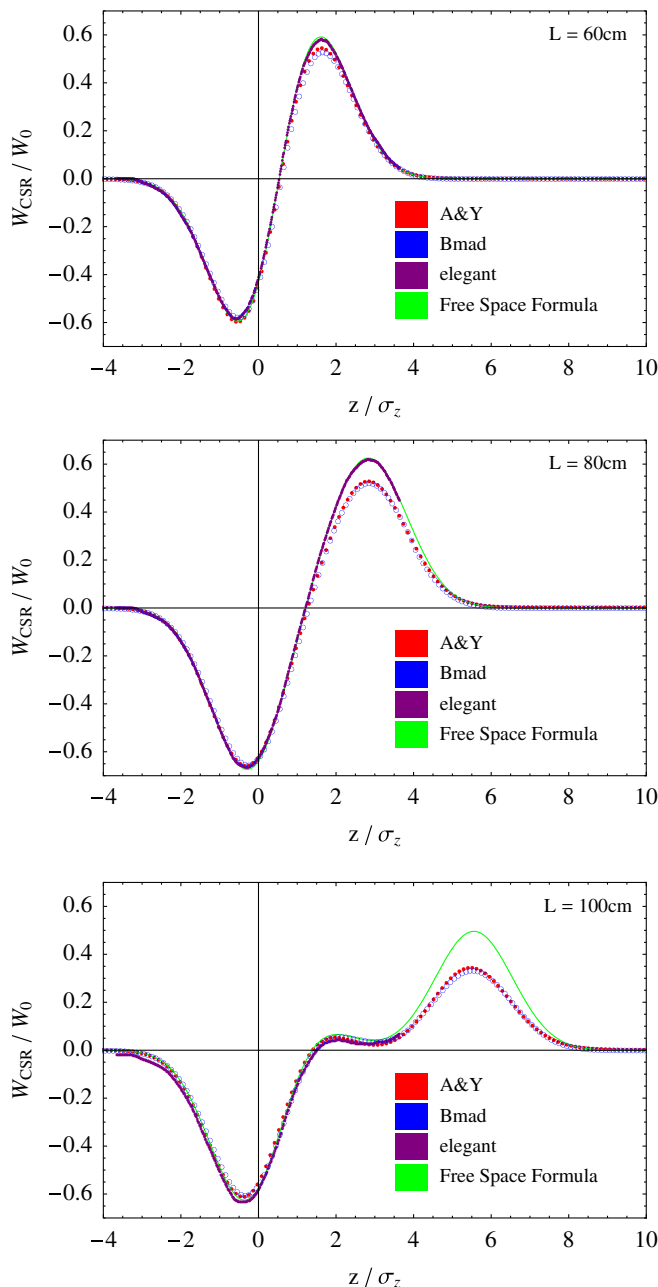 L = 60cm
0.6
0.4
0.2
0.0
−0.2
−0.4
−0.6
W_CSR / W_0
A&Y
Bmad
elegant
Free Space Formula
−4 −2 0 2 4 6 8 10
z / σ_z
L = 80cm
0.6
0.4
0.2
0.0
−0.2
−0.4
−0.6
W_CSR / W_0
A&Y
Bmad
elegant
Free Space Formula
−4 −2 0 2 4 6 8 10
z / σ_z
L = 100cm
0.6
0.4
0.2
0.0
−0.2
−0.4
−0.6
W_CSR / W_0
A&Y
Bmad
elegant
Free Space Formula
−4 −2 0 2 4 6 8 10
z / σ_z